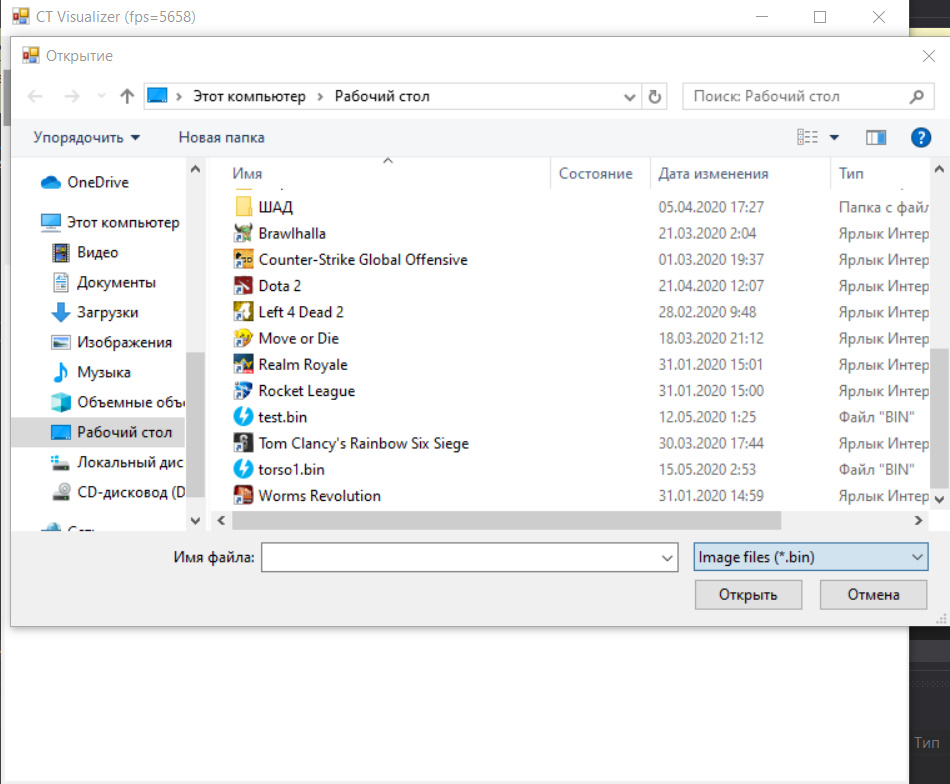 CT Visualizer (fps=5658)
Открытие
Этот компьютер › Рабочий стол
Поиск: Рабочий стол
Упорядочить
Новая папка
OneDrive
Этот компьютер
Видео
Документы
Загрузки
Изображения
Музыка
Объемные объ
Рабочий стол
Локальный дис
CD-дисковод (D
Имя Состояние Дата изменения Тип
ШАД 05.04.2020 17:27 Папка с файл
Brawlhalla 21.03.2020 2:04 Ярлык Интер
Counter-Strike Global Offensive 01.03.2020 19:37 Ярлык Интер
Dota 2 21.04.2020 12:07 Ярлык Интер
Left 4 Dead 2 28.02.2020 9:48 Ярлык Интер
Move or Die 18.03.2020 21:12 Ярлык Интер
Realm Royale 31.01.2020 15:01 Ярлык Интер
Rocket League 31.01.2020 15:00 Ярлык Интер
test.bin 12.05.2020 1:25 Файл "BIN"
Tom Clancy's Rainbow Six Siege 30.03.2020 17:44 Ярлык Интер
torso1.bin 15.05.2020 2:53 Файл "BIN"
Worms Revolution 31.01.2020 14:59 Ярлык Интер
Имя файла:
Image files (*.bin)
Открыть
Отмена
Тип